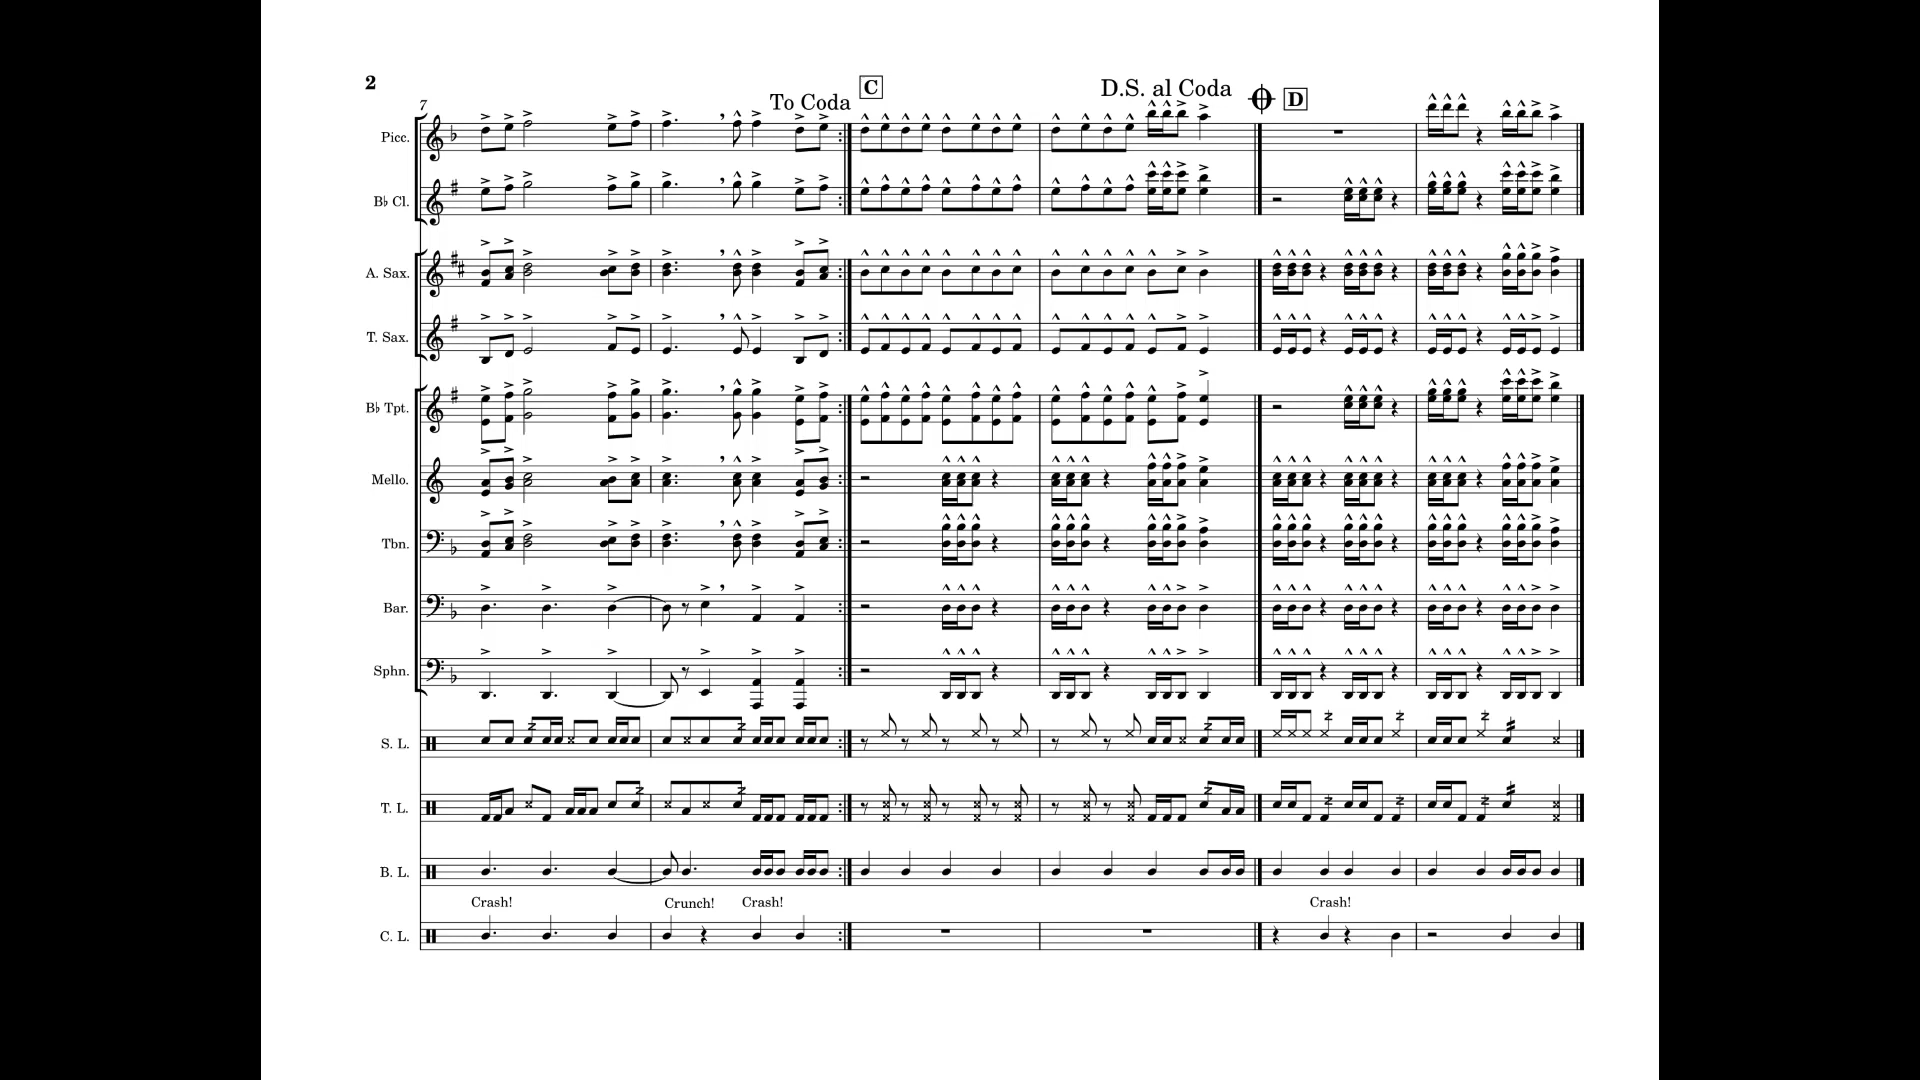 2
7
To Coda
C
D.S. al Coda
D
Picc.
B♭ Cl.
A. Sax.
T. Sax.
B♭ Tpt.
Mello.
Tbn.
Bar.
Sphn.
S. L.
z z z z z
T. L.
z z z z z z
B. L.
Crash! Crunch! Crash! Crash!
C. L.